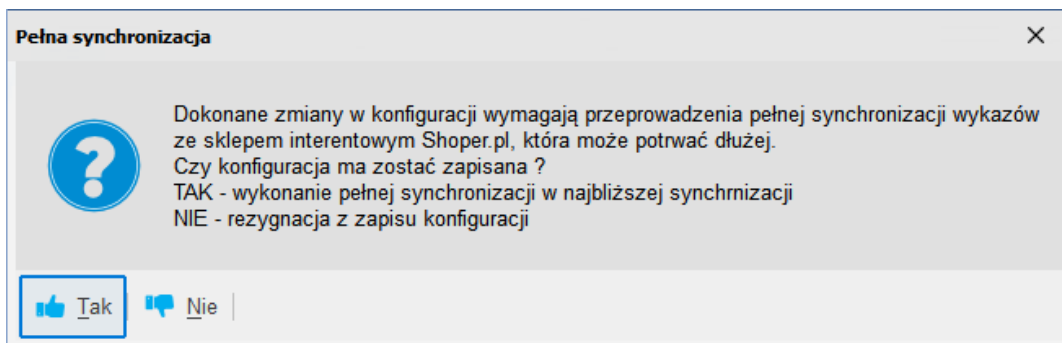 Pełna synchronizacja
Dokonane zmiany w konfiguracji wymagają przeprowadzenia pełnej synchronizacji wykazów
ze sklepem interentowym Shoper.pl, która może potrwać dłużej.
Czy konfiguracja ma zostać zapisana ?
TAK - wykonanie pełnej synchronizacji w najbliższej synchrnizacji
NIE - rezygnacja z zapisu konfiguracji
Tak Nie